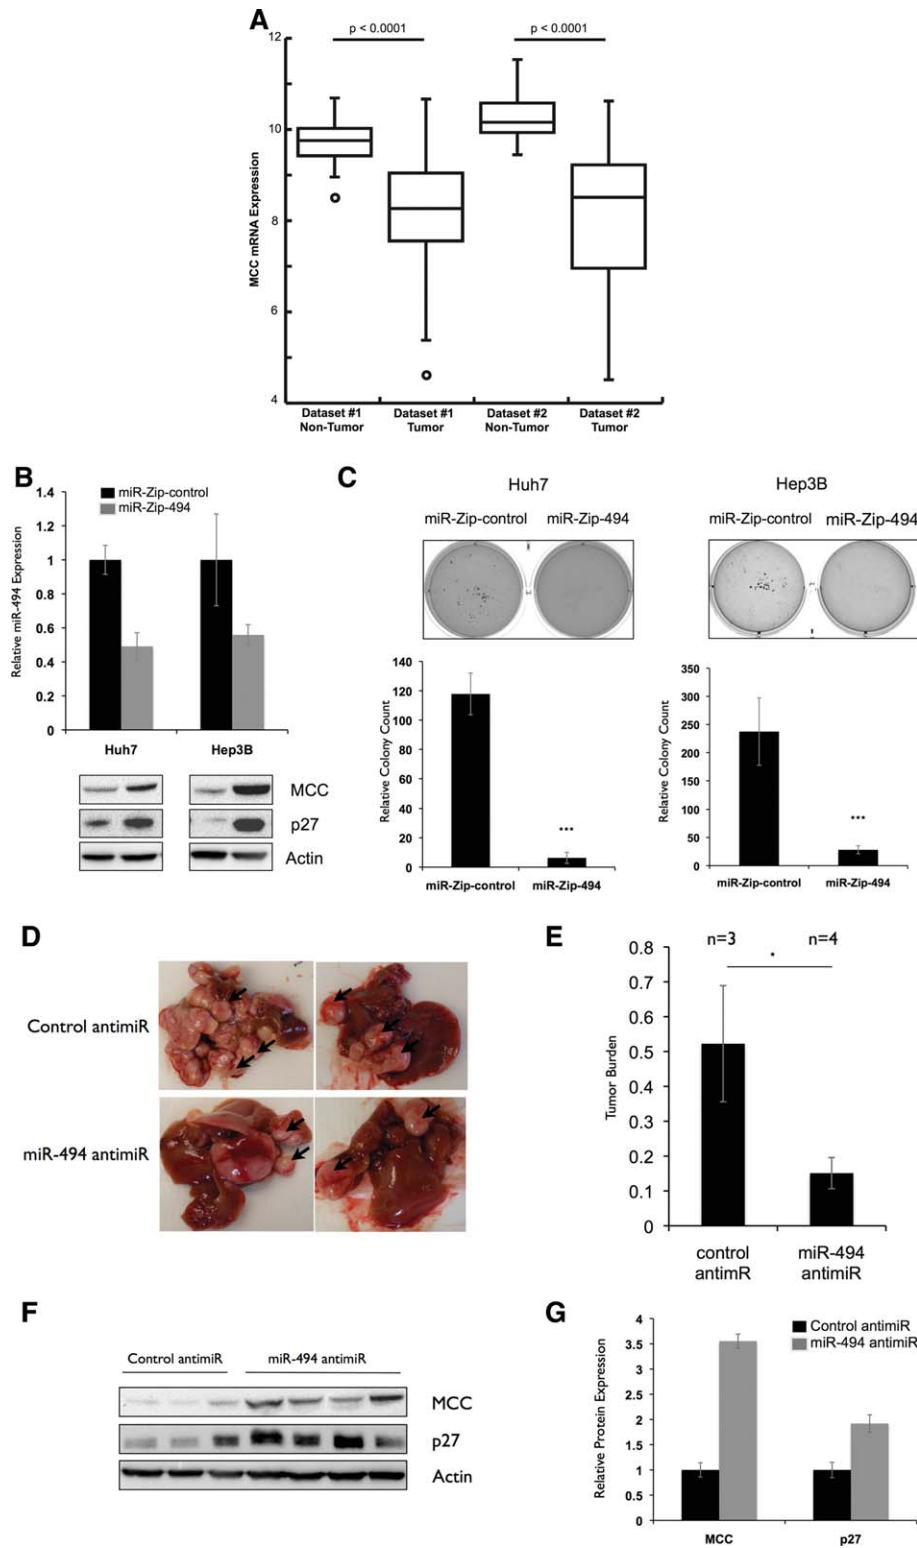 A
p < 0.0001
p < 0.0001
12
10
8
6
4
MCC mRNA Expression
Dataset #1 Non-Tumor
Dataset #1 Tumor
Dataset #2 Non-Tumor
Dataset #2 Tumor
B
miR-Zip-control
miR-Zip-494
1.4
1.2
1
0.8
0.6
0.4
0.2
0
Relative miR-494 Expression
Huh7
Hep3B
MCC
p27
Actin
C
Huh7
miR-Zip-control
miR-Zip-494
140
120
100
80
60
40
20
0
Relative Colony Count
***
miR-Zip-control
miR-Zip-494
Hep3B
miR-Zip-control
miR-Zip-494
350
300
250
200
150
100
50
0
Relative Colony Count
***
miR-Zip-control
miR-Zip-494
D
Control antimiR
miR-494 antimiR
E
n=3
n=4
*
0.8
0.7
0.6
0.5
0.4
0.3
0.2
0.1
0
Tumor Burden
control
antimR
miR-494
antimiR
F
Control antimiR
miR-494 antimiR
MCC
p27
Actin
G
Control antimiR
miR-494 antimiR
4
3.5
3
2.5
2
1.5
1
0.5
0
Relative Protein Expression
MCC
p27